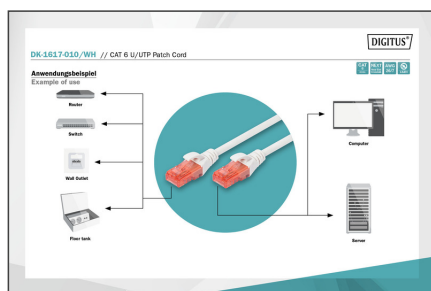 DIGITUS®
DK-1617-010/WH // CAT 6 U/UTP Patch Cord
Anwendungsbeispiel
Example of use
Router
Switch
Wall Outlet
Floor tank
Computer
Server